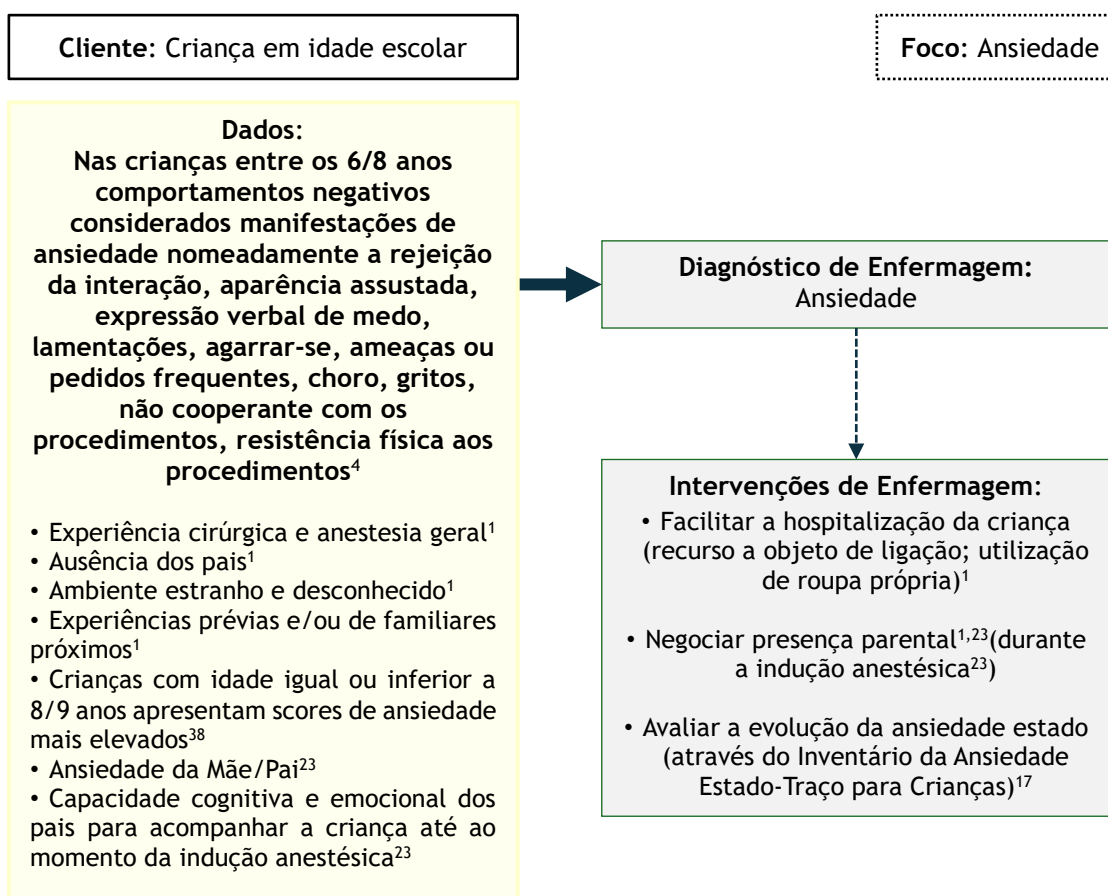 Cliente: Criança em idade escolar
Foco: Ansiedade
Dados:
Nas crianças entre os 6/8 anos
comportamentos negativos
considerados manifestações de
ansiedade nomeadamente a rejeição
da interação, aparência assustada,
expressão verbal de medo,
lamentações, agarrar-se, ameaças ou
pedidos frequentes, choro, gritos,
não cooperante com os
procedimentos, resistência física aos
procedimentos⁴
• Experiência cirúrgica e anestesia geral¹
• Ausência dos pais¹
• Ambiente estranho e desconhecido¹
• Experiências prévias e/ou de familiares
próximos¹
• Crianças com idade igual ou inferior a
8/9 anos apresentam scores de ansiedade
mais elevados³⁸
• Ansiedade da Mãe/Pai²³
• Capacidade cognitiva e emocional dos
pais para acompanhar a criança até ao
momento da indução anestésica²³
Diagnóstico de Enfermagem:
Ansiedade
Intervenções de Enfermagem:
• Facilitar a hospitalização da criança
(recurso a objeto de ligação; utilização
de roupa própria)¹
• Negociar presença parental¹,²³(durante
a indução anestésica²³)
• Avaliar a evolução da ansiedade estado
(através do Inventário da Ansiedade
Estado-Traço para Crianças)¹⁷